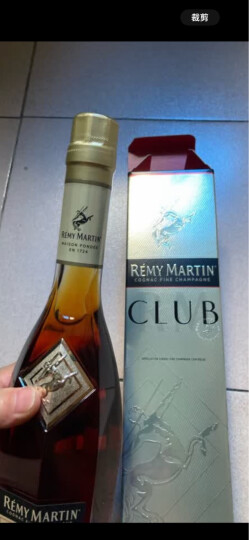 裁剪
RÉMY MARTIN
MAISON FONDÉE
EN 1724
RÉMY MARTIN
COGNAC FINE CHAMPAGNE
CLUB
RÉMY MARTIN